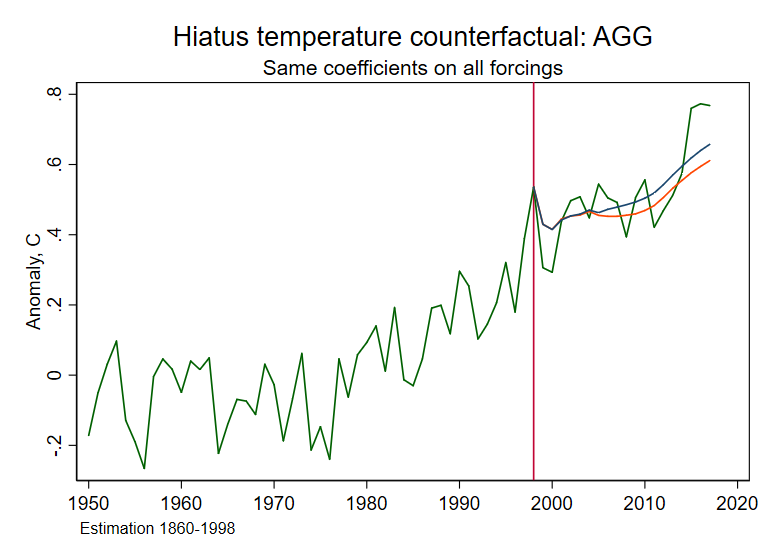 Hiatus temperature counterfactual: AGG
Same coefficients on all forcings
Anomaly, C
.8
.6
.4
.2
0
-.2
1950 1960 1970 1980 1990 2000 2010 2020
Estimation 1860-1998